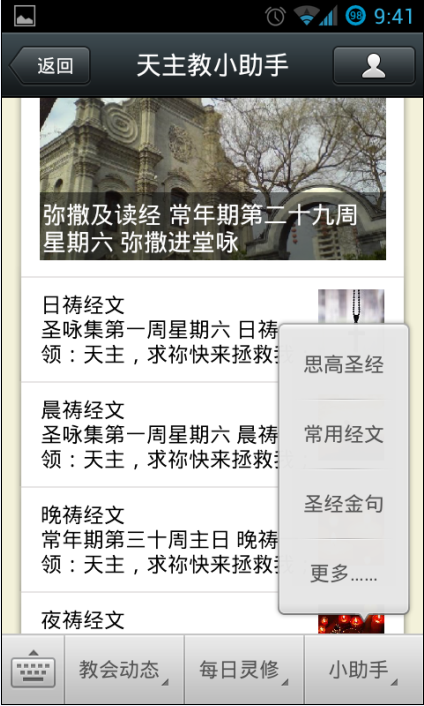 98 9:41
返回
天主教小助手
弥撒及读经 常年期第二十九周
星期六 弥撒进堂咏
日祷经文
圣咏集第一周星期六 日祷
领：天主，求祢快来拯救我
晨祷经文
圣咏集第一周星期六 晨祷
领：天主，求祢快来拯救我
晚祷经文
常年期第三十周主日 晚祷
领：天主，求祢快来拯救我
夜祷经文
思高圣经
常用经文
圣经金句
更多……
教会动态
每日灵修
小助手